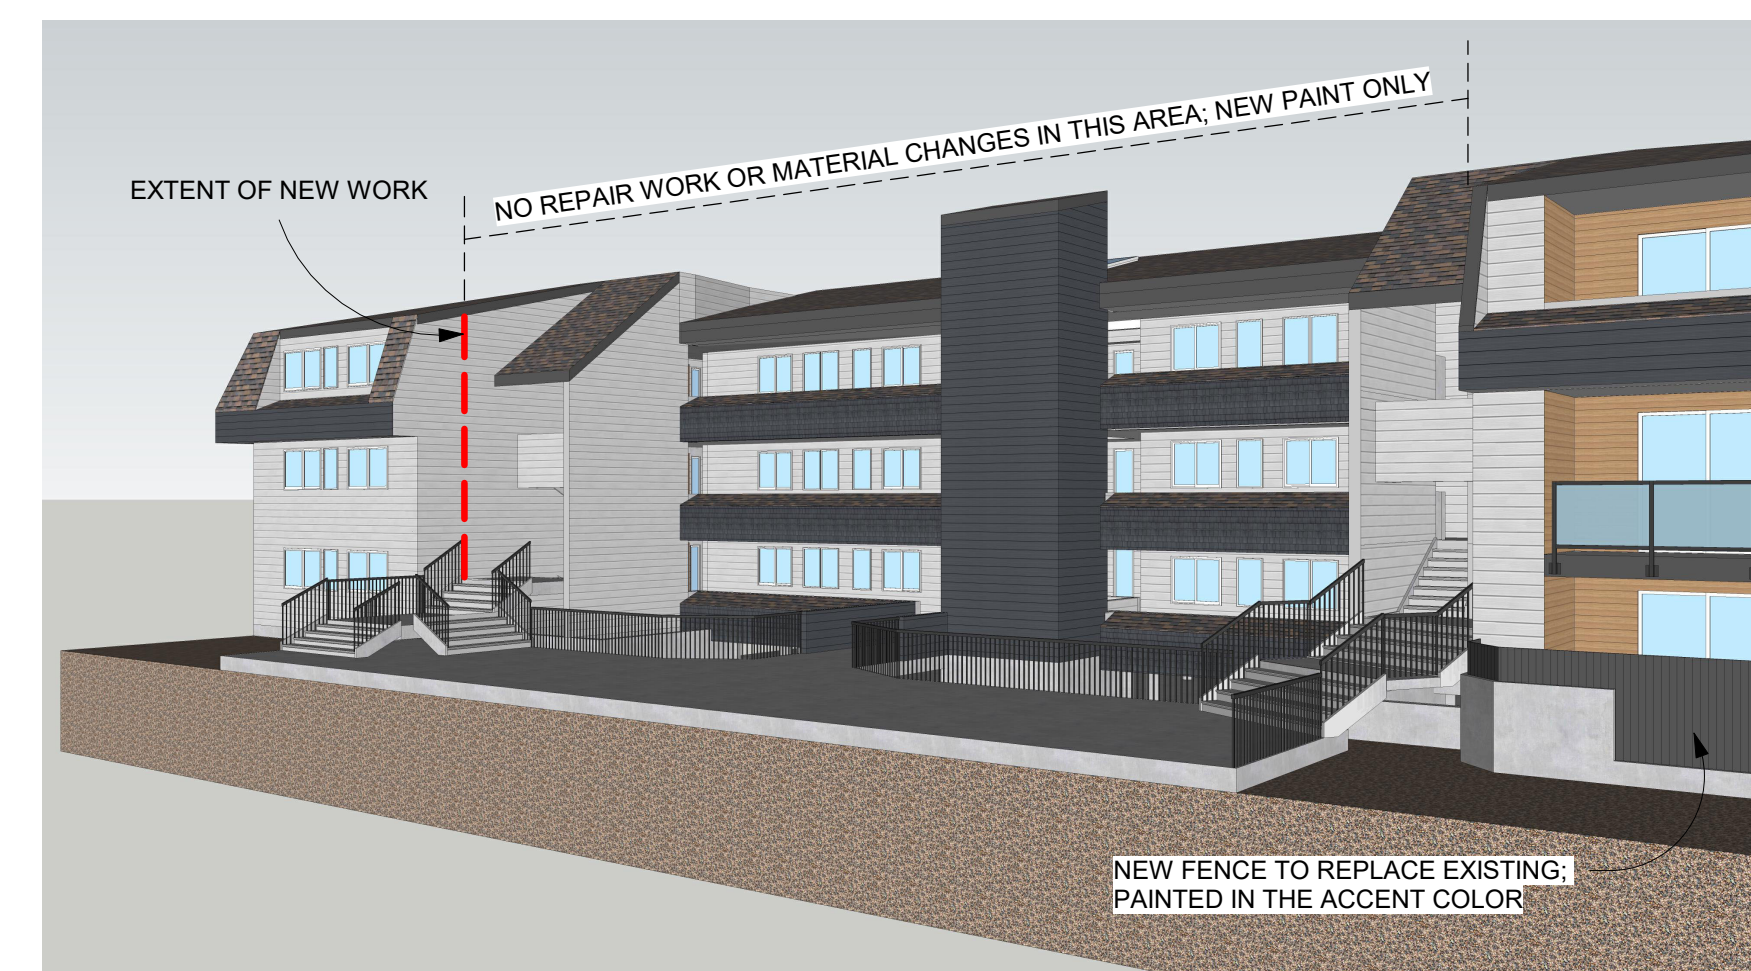 NO REPAIR WORK OR MATERIAL CHANGES IN THIS AREA; NEW PAINT ONLY
EXTENT OF NEW WORK
NEW FENCE TO REPLACE EXISTING;
PAINTED IN THE ACCENT COLOR